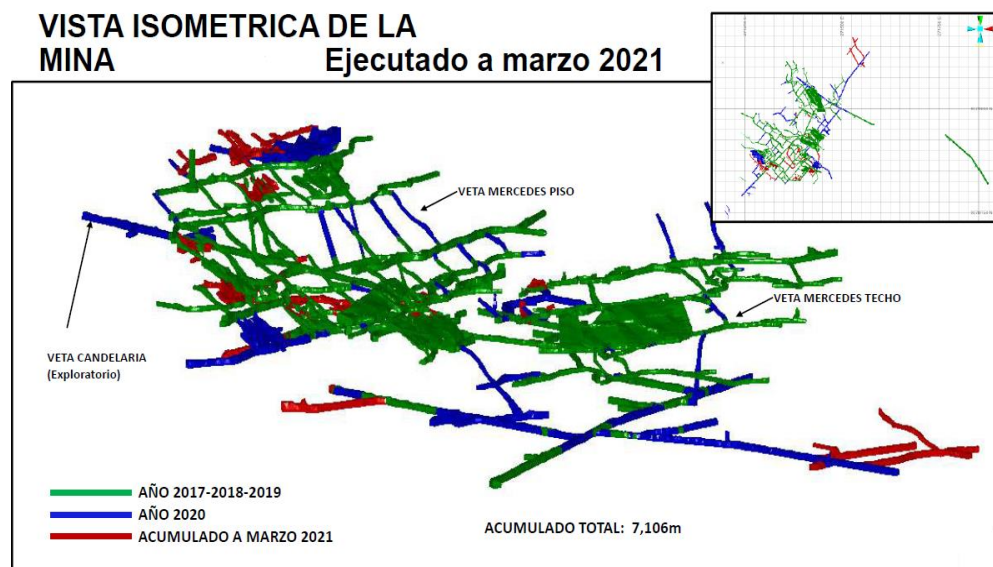 VISTA ISOMETRICA DE LA
MINA Ejecutado a marzo 2021
VETA MERCEDES PISO
VETA MERCEDES TECHO
VETA CANDELARIA
(Exploratorio)
AÑO 2017-2018-2019
AÑO 2020
ACUMULADO A MARZO 2021
ACUMULADO TOTAL: 7,106m